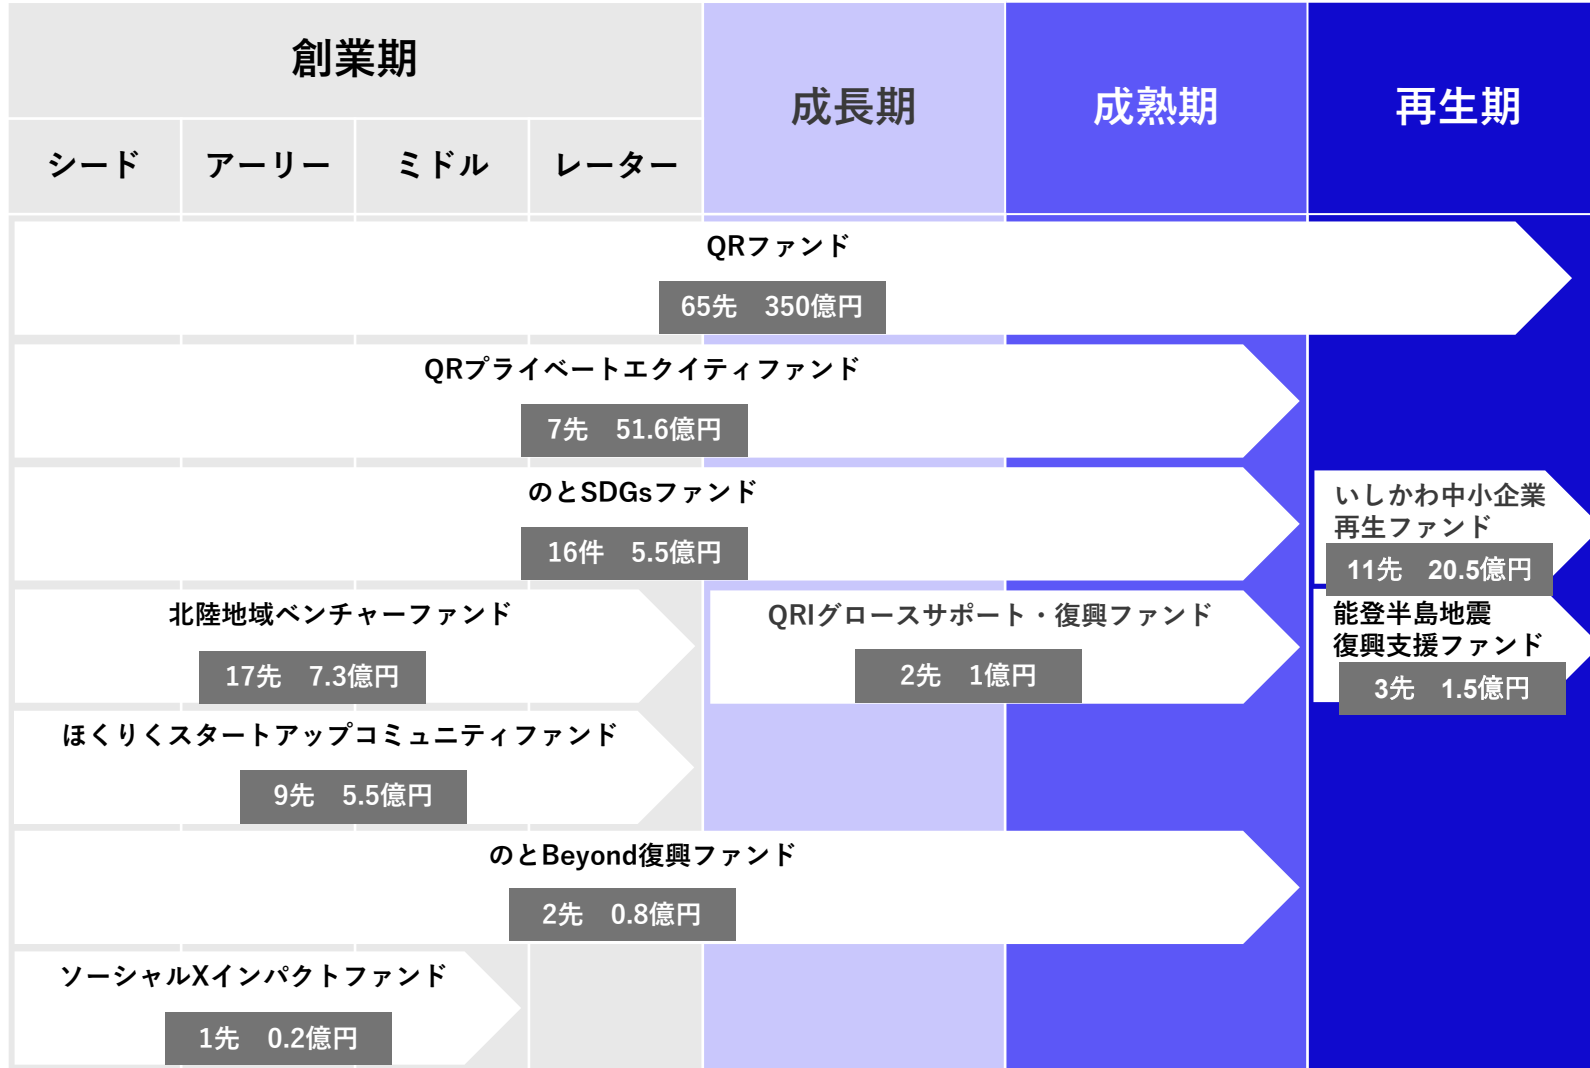 創業期
成長期
成熟期
再生期
シード
アーリー
ミドル
レーター
QRファンド
65先　350億円
QRプライベートエクイティファンド
7先　51.6億円
のとSDGsファンド
16件　5.5億円
いしかわ中小企業
再生ファンド
11先　20.5億円
北陸地域ベンチャーファンド
17先　7.3億円
QRIグロースサポート・復興ファンド
2先　1億円
能登半島地震
復興支援ファンド
3先　1.5億円
ほくりくスタートアップコミュニティファンド
9先　5.5億円
のとBeyond復興ファンド
2先　0.8億円
ソーシャルXインパクトファンド
1先　0.2億円